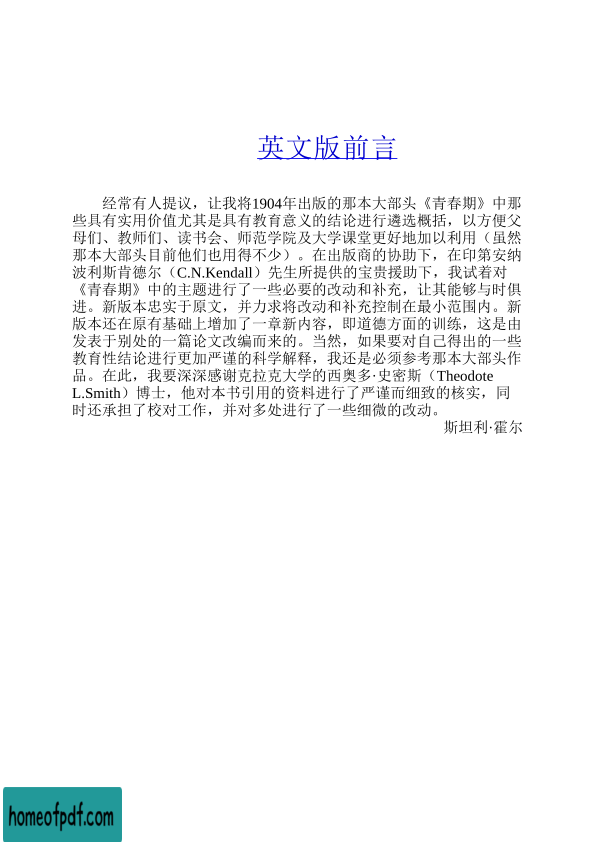 英文版前言
经常有人提议，让我将1904年出版的那本大部头《青春期》中那
些具有实用价值尤其是具有教育意义的结论进行遴选概括，以方便父
母们、教师们、读书会、师范学院及大学课堂更好地加以利用（虽然
那本大部头目前他们也用得不少）。在出版商的协助下，在印第安纳
波利斯肯德尔（C.N.Kendall）先生所提供的宝贵援助下，我试着对
《青春期》中的主题进行了一些必要的改动和补充，让其能够与时俱
进。新版本忠实于原文，并力求将改动和补充控制在最小范围内。新
版本还在原有基础上增加了一章新内容，即道德方面的训练，这是由
发表于别处的一篇论文改编而来的。当然，如果要对自己得出的一些
教育性结论进行更加严谨的科学解释，我还是必须参考那本大部头作
品。在此，我要深深感谢克拉克大学的西奥多·史密斯（Theodote
L.Smith）博士，他对本书引用的资料进行了严谨而细致的核实，同
时还承担了校对工作，并对多处进行了一些细微的改动。
斯坦利·霍尔
homeofpdf.com